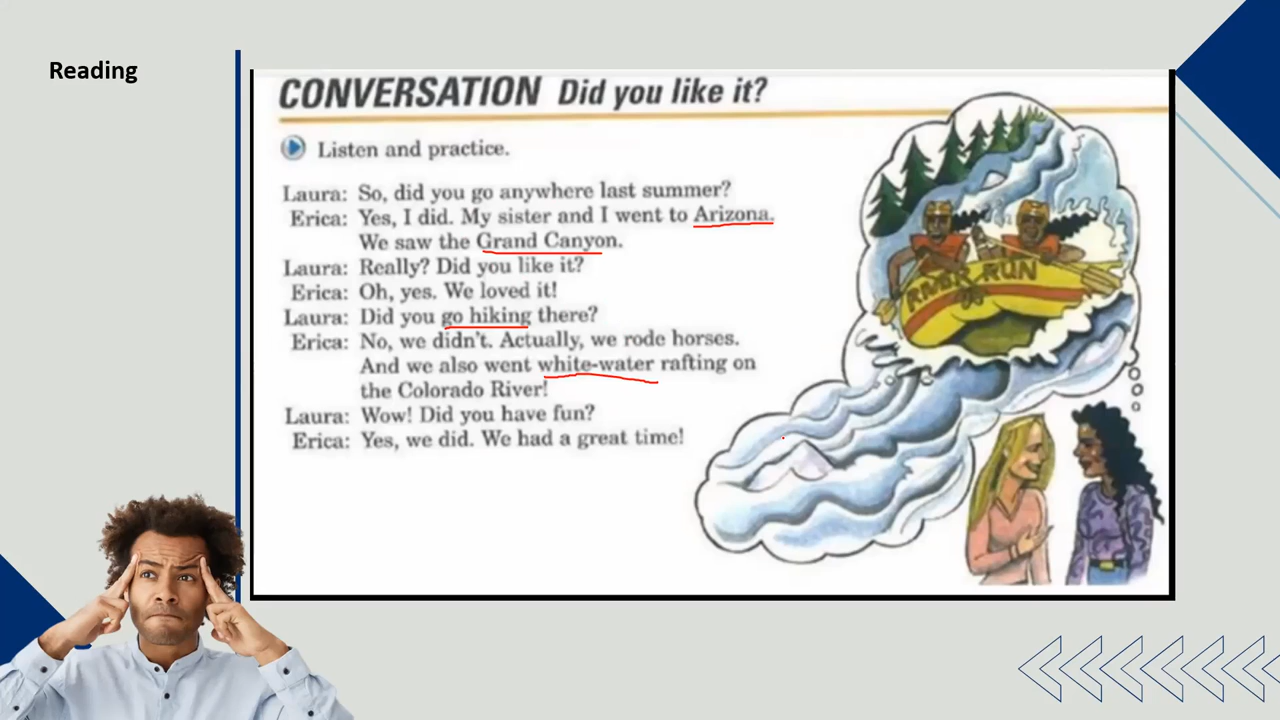 Reading
CONVERSATION Did you like it?
Listen and practice.
Laura: So, did you go anywhere last summer?
Erica: Yes, I did. My sister and I went to Arizona.
We saw the Grand Canyon.
Laura: Really? Did you like it?
Erica: Oh, yes. We loved it!
Laura: Did you go hiking there?
Erica: No, we didn't. Actually, we rode horses.
And we also went white-water rafting on
the Colorado River!
Laura: Wow! Did you have fun?
Erica: Yes, we did. We had a great time!
RIVER RUN